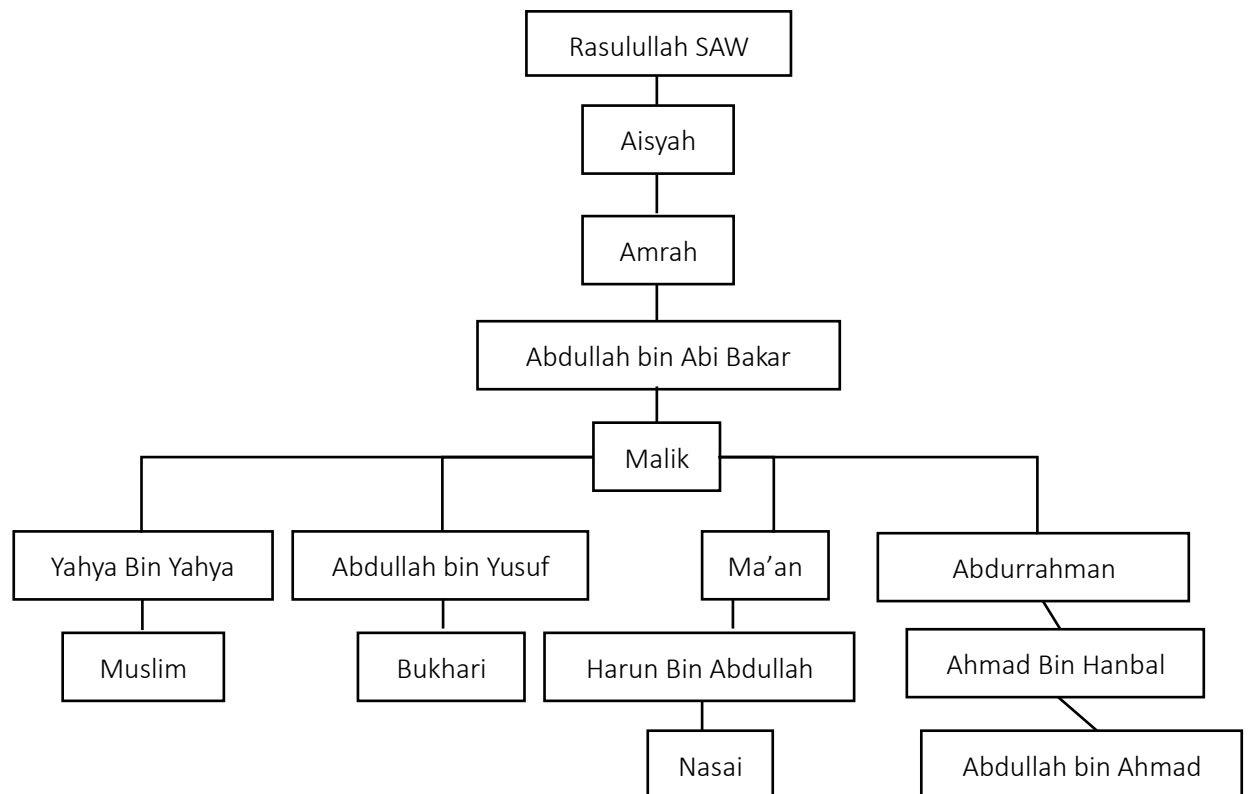 Rasulullah SAW
Aisyah
Amrah
Abdullah bin Abi Bakar
Malik
Yahya Bin Yahya
Abdullah bin Yusuf
Ma’an
Abdurrahman
Muslim
Bukhari
Harun Bin Abdullah
Ahmad Bin Hanbal
Nasai
Abdullah bin Ahmad